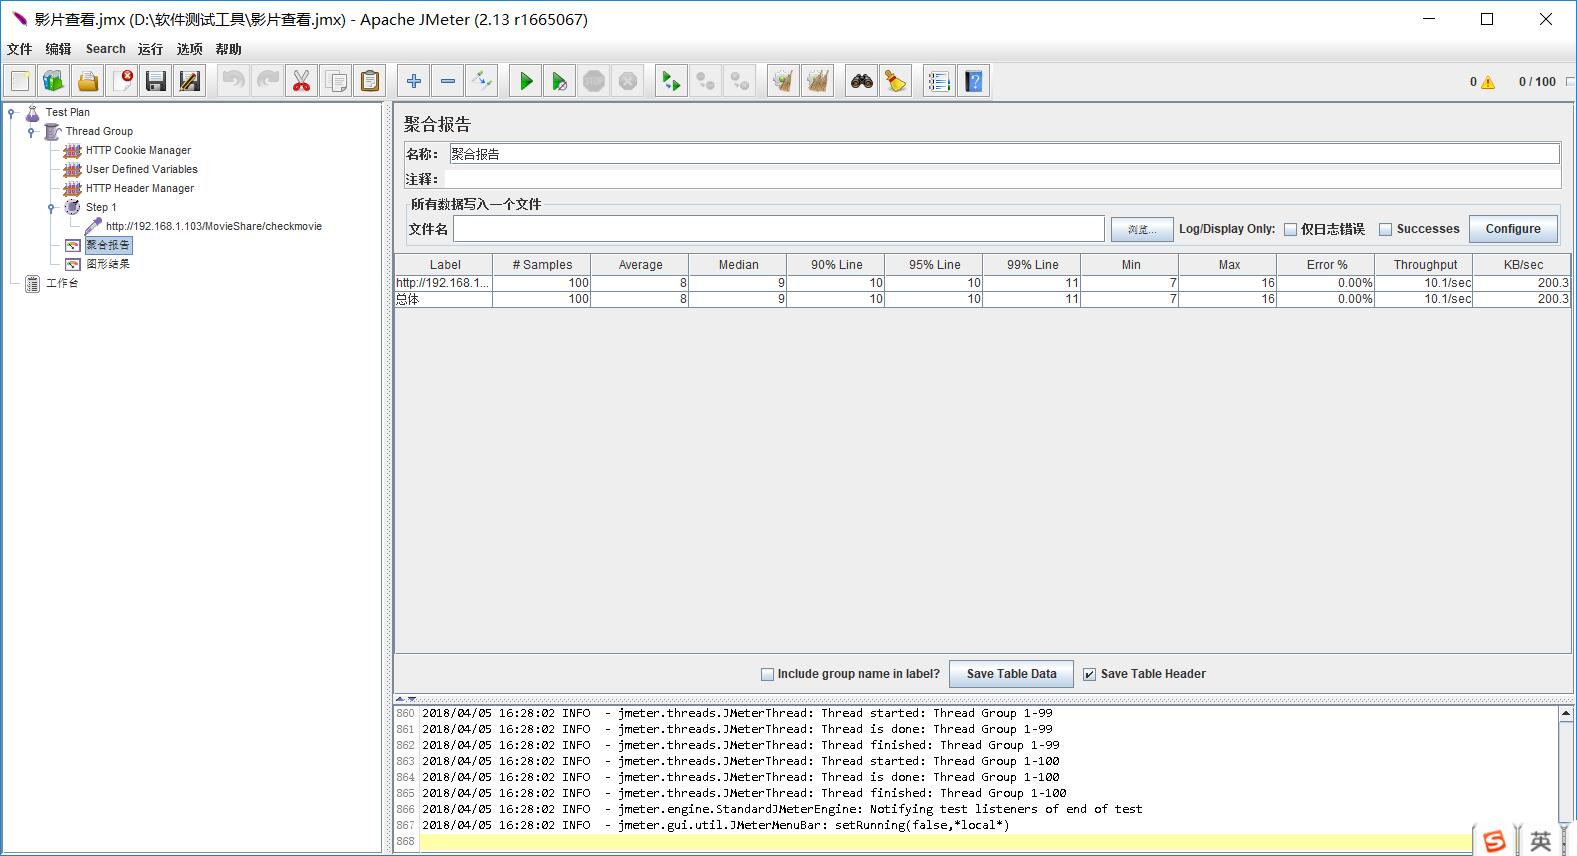 影片查看.jmx (D:\软件测试工具\影片查看.jmx) - Apache JMeter (2.13 r1665067)
文件 编辑 Search 运行 选项 帮助
0 0 / 100
Test Plan
Thread Group
HTTP Cookie Manager
User Defined Variables
HTTP Header Manager
Step 1
http://192.168.1.103/MovieShare/checkmovie
聚合报告
图形结果
工作台
聚合报告
名称： 聚合报告
注释：
所有数据写入一个文件
文件名 浏览... Log/Display Only: 仅日志错误 Successes Configure
Label # Samples Average Median 90% Line 95% Line 99% Line Min Max Error % Throughput KB/sec
http://192.168.1... 100 8 9 10 10 11 7 16 0.00% 10.1/sec 200.3
总体 100 8 9 10 10 11 7 16 0.00% 10.1/sec 200.3
Include group name in label? Save Table Data Save Table Header
860 2018/04/05 16:28:02 INFO - jmeter.threads.JMeterThread: Thread started: Thread Group 1-99
861 2018/04/05 16:28:02 INFO - jmeter.threads.JMeterThread: Thread is done: Thread Group 1-99
862 2018/04/05 16:28:02 INFO - jmeter.threads.JMeterThread: Thread finished: Thread Group 1-99
863 2018/04/05 16:28:02 INFO - jmeter.threads.JMeterThread: Thread started: Thread Group 1-100
864 2018/04/05 16:28:02 INFO - jmeter.threads.JMeterThread: Thread is done: Thread Group 1-100
865 2018/04/05 16:28:02 INFO - jmeter.threads.JMeterThread: Thread finished: Thread Group 1-100
866 2018/04/05 16:28:02 INFO - jmeter.engine.StandardJMeterEngine: Notifying test listeners of end of test
867 2018/04/05 16:28:02 INFO - jmeter.gui.util.JMeterMenuBar: setRunning(false,*local*)
868
S 英